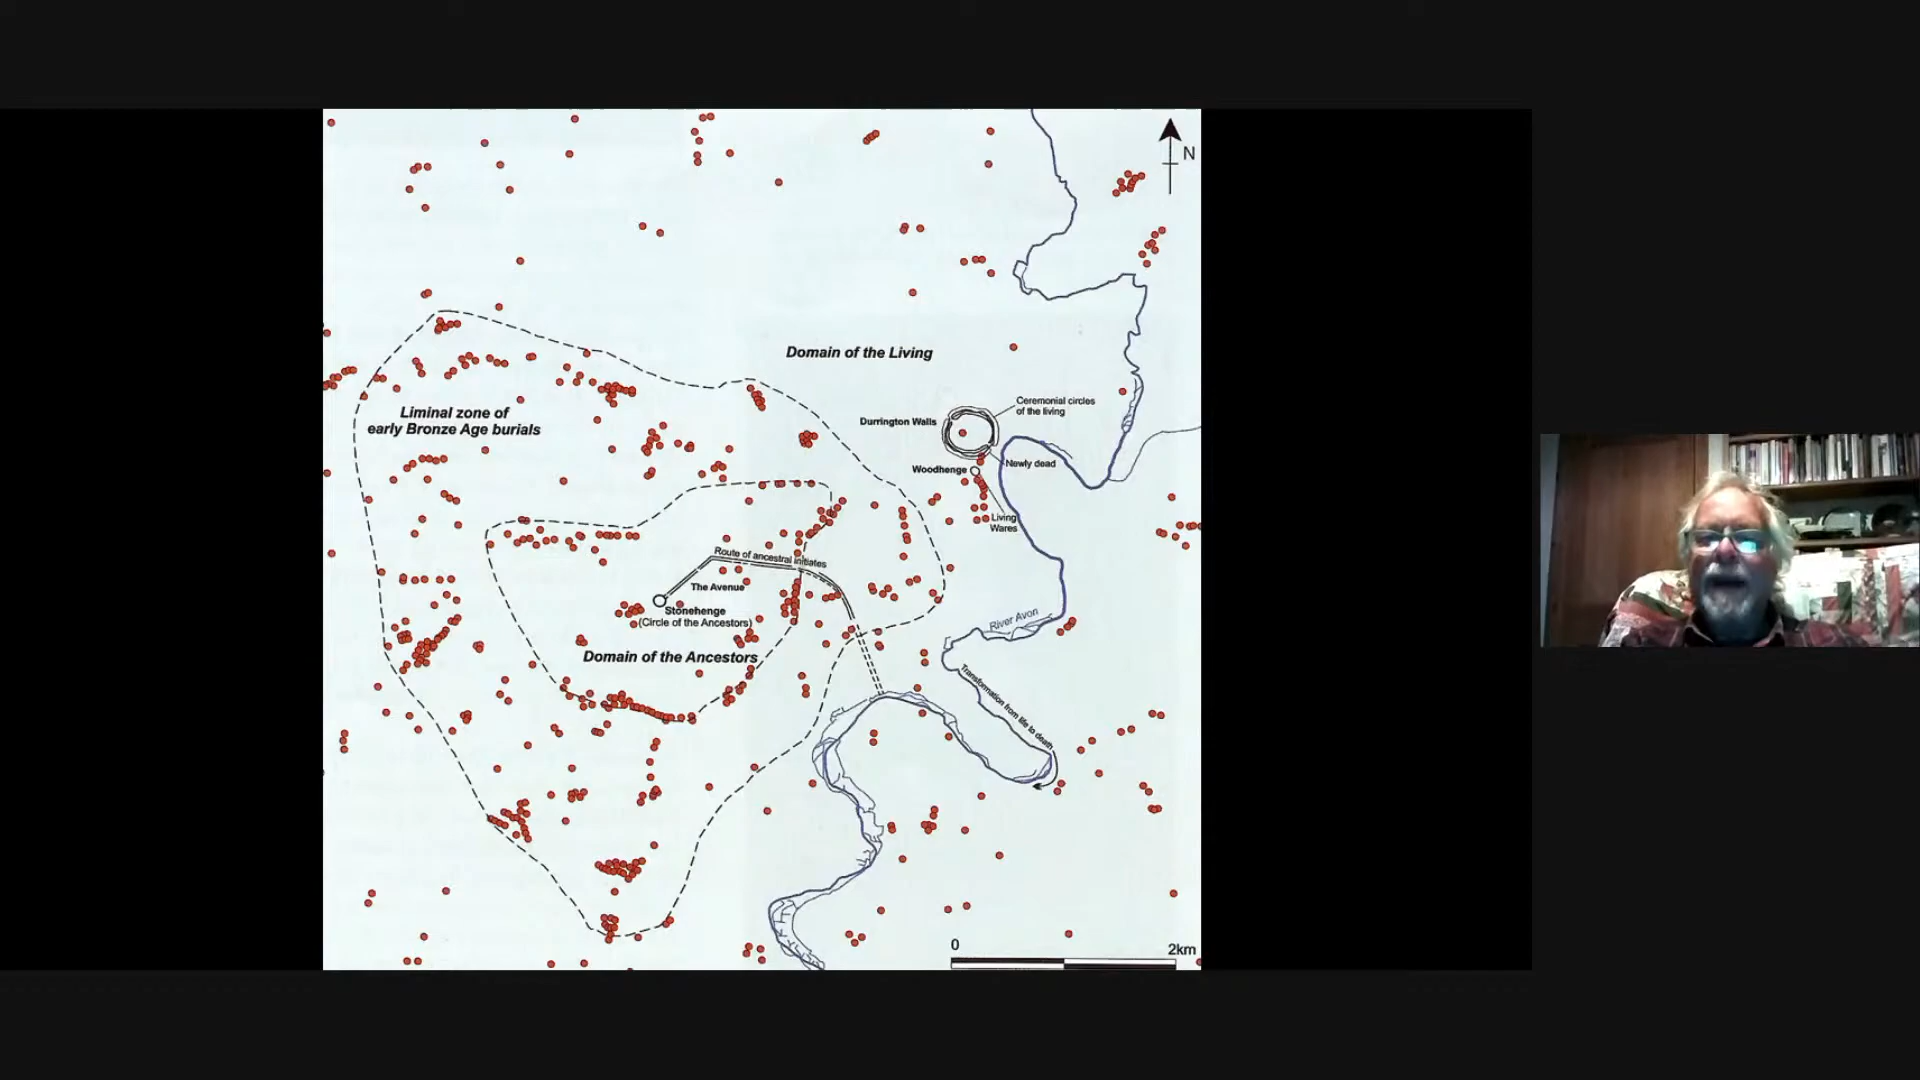 N
Domain of the Living
Ceremonial circles
of the living
Durrington Walls
Liminal zone of
early Bronze Age burials
Newly dead
Woodhenge
Living
Wares
Route of ancestral initiates
The Avenue
Stonehenge
(Circle of the Ancestors)
River Avon
Domain of the Ancestors
Transformation from life to death
0
2km